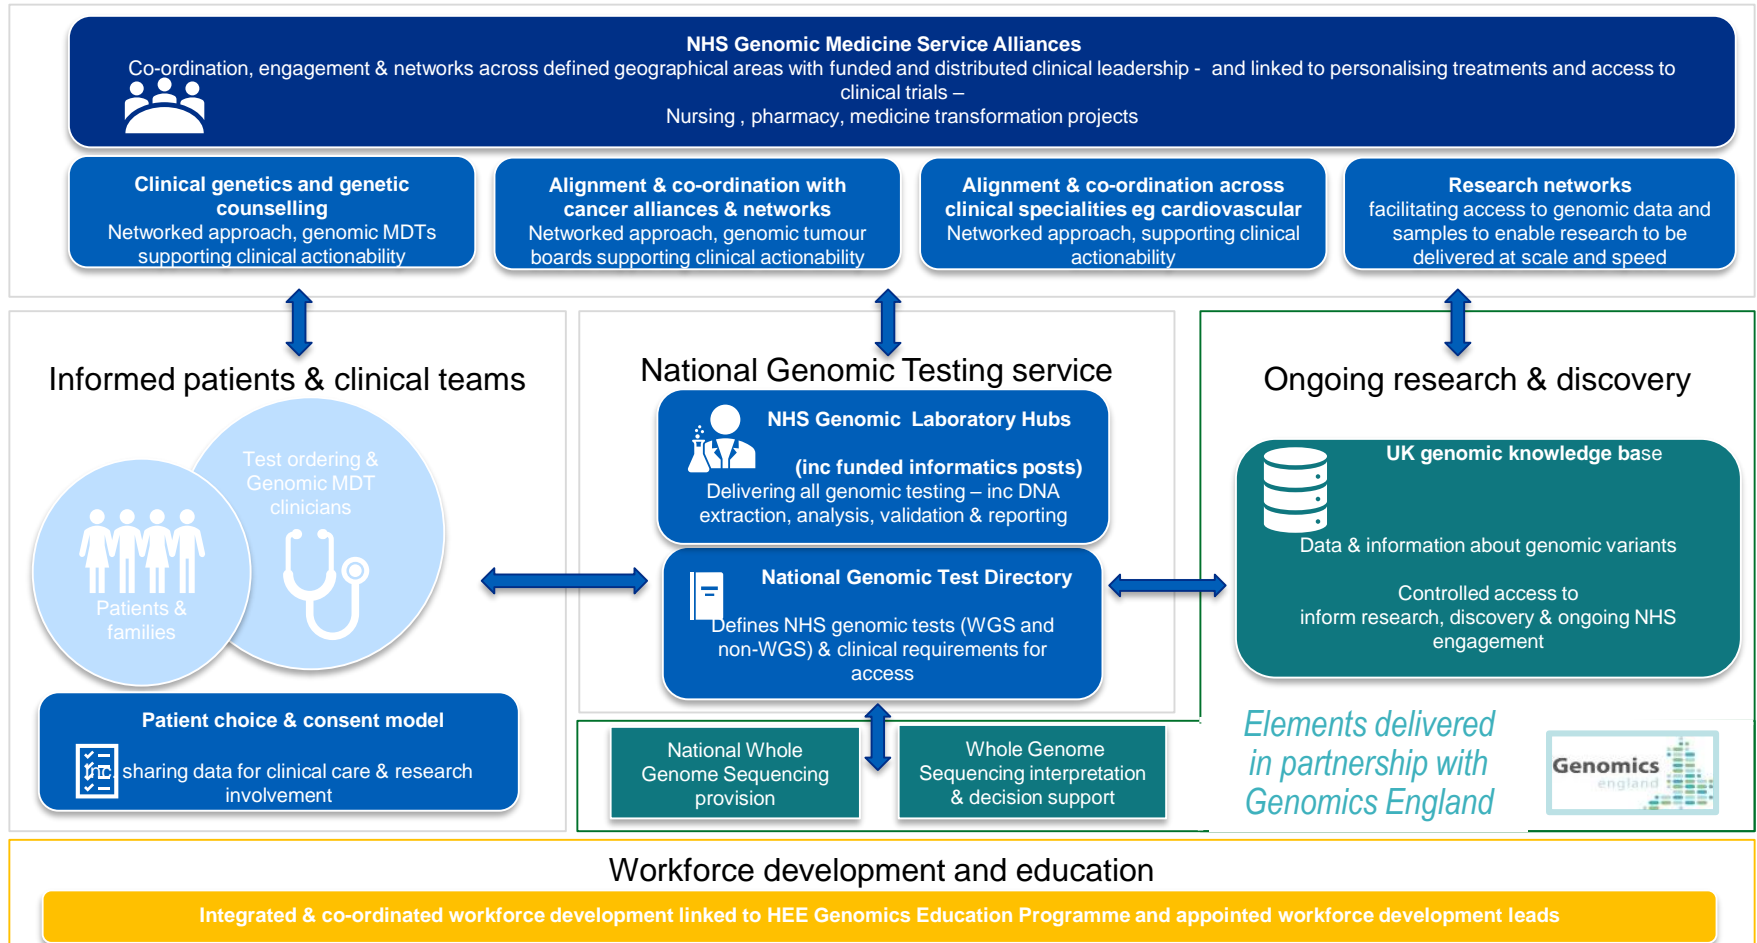 NHS Genomic Medicine Service Alliances
Co-ordination, engagement & networks across defined geographical areas with funded and distributed clinical leadership - and linked to personalising treatments and access to
clinical trials –
Nursing , pharmacy, medicine transformation projects
Clinical genetics and genetic
counselling
Networked approach, genomic MDTs
supporting clinical actionability
Alignment & co-ordination with
cancer alliances & networks
Networked approach, genomic tumour
boards supporting clinical actionability
Alignment & co-ordination across
clinical specialities eg cardiovascular
Networked approach, supporting clinical
actionability
Research networks
facilitating access to genomic data and
samples to enable research to be
delivered at scale and speed
Informed patients & clinical teams
Test ordering &
Genomic MDT
clinicians
Patients &
families
Patient choice & consent model
inc. sharing data for clinical care & research
involvement
National Genomic Testing service
NHS Genomic Laboratory Hubs
(inc funded informatics posts)
Delivering all genomic testing – inc DNA
extraction, analysis, validation & reporting
National Genomic Test Directory
Defines NHS genomic tests (WGS and
non-WGS) & clinical requirements for
access
National Whole
Genome Sequencing
provision
Whole Genome
Sequencing interpretation
& decision support
Ongoing research & discovery
UK genomic knowledge base
Data & information about genomic variants
Controlled access to
inform research, discovery & ongoing NHS
engagement
Elements delivered
in partnership with
Genomics England
Genomics
england
Workforce development and education
Integrated & co-ordinated workforce development linked to HEE Genomics Education Programme and appointed workforce development leads